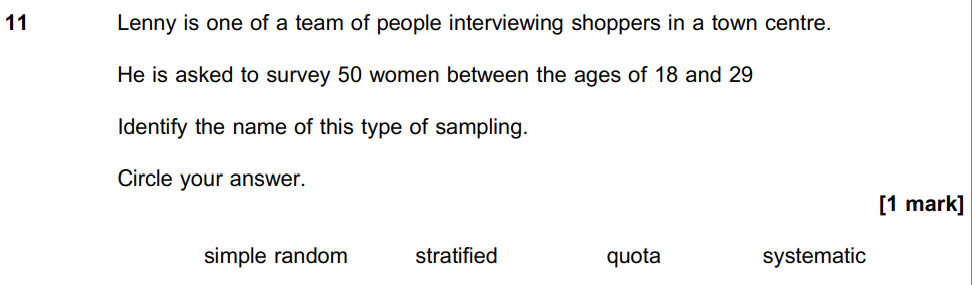 11 Lenny is one of a team of people interviewing shoppers in a town centre.
He is asked to survey 50 women between the ages of 18 and 29
Identify the name of this type of sampling.
Circle your answer.
[1 mark]
simple random stratified quota systematic